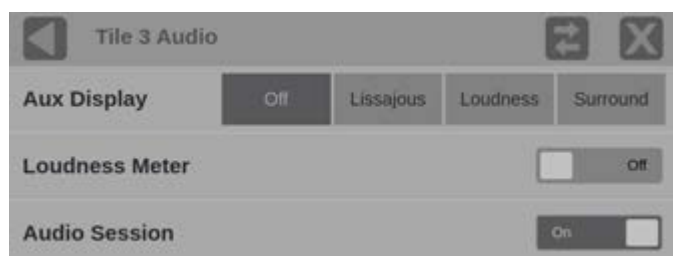 Tile 3 Audio
Aux Display Off Lissajous Loudness Surround
Loudness Meter Off
Audio Session On